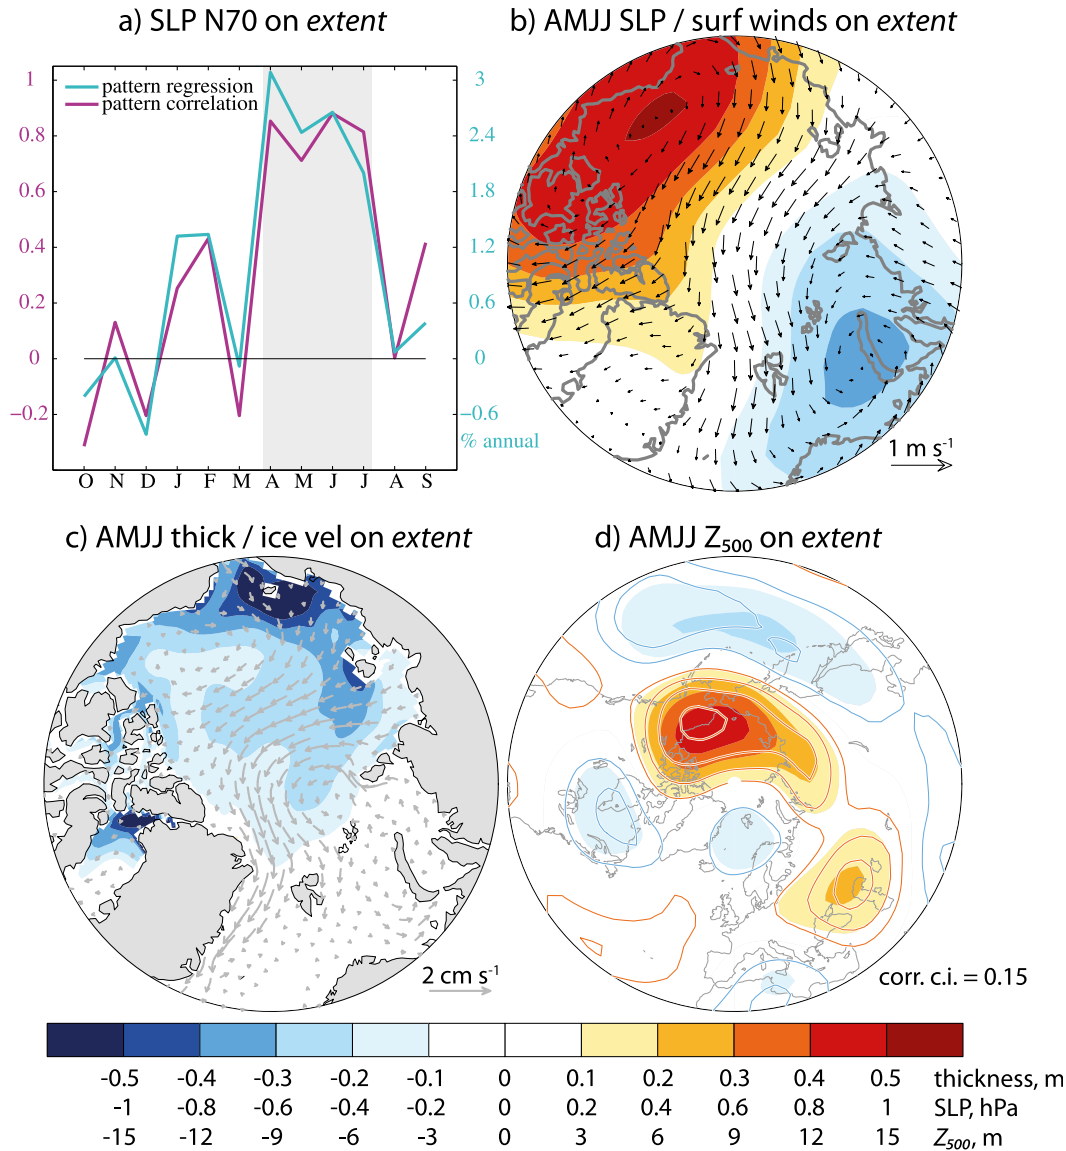 a) SLP N70 on extent
1
0.8
0.6
0.4
0.2
0
−0.2
pattern regression
pattern correlation
3
2.4
1.8
1.2
0.6
0
−0.6
% annual
O N D J F M A M J J A S
b) AMJJ SLP / surf winds on extent
1 m s-1
c) AMJJ thick / ice vel on extent
2 cm s-1
d) AMJJ Z500 on extent
corr. c.i. = 0.15
-0.5 -0.4 -0.3 -0.2 -0.1 0 0.1 0.2 0.3 0.4 0.5 thickness, m
-1 -0.8 -0.6 -0.4 -0.2 0 0.2 0.4 0.6 0.8 1 SLP, hPa
-15 -12 -9 -6 -3 0 3 6 9 12 15 Z500, m